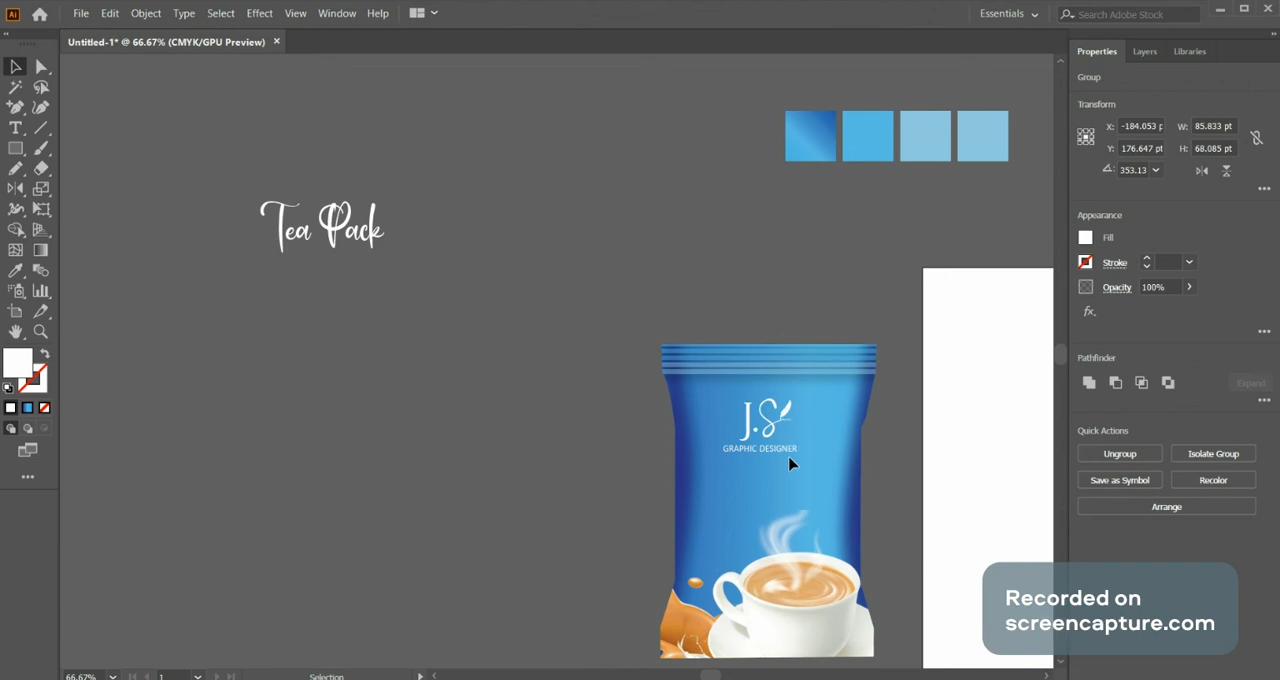 Ai File Edit Object Type Select Effect View Window Help Essentials Search Adobe Stock
Untitled-1* @ 66.67% (CMYK/GPU Preview) ×
Properties Layers Libraries
Group
Transform
X: -184.053 p W: 85.833 pt
Y: 176.647 pt H: 68.085 pt
353.13
Appearance
Fill
Stroke
Opacity 100%
fx.
Pathfinder
Expand
Quick Actions
Ungroup Isolate Group
Save as Symbol Recolor
Arrange
Tea Pack
J.S
GRAPHIC DESIGNER
Recorded on
screencapture.com
66.67% 1 Selection